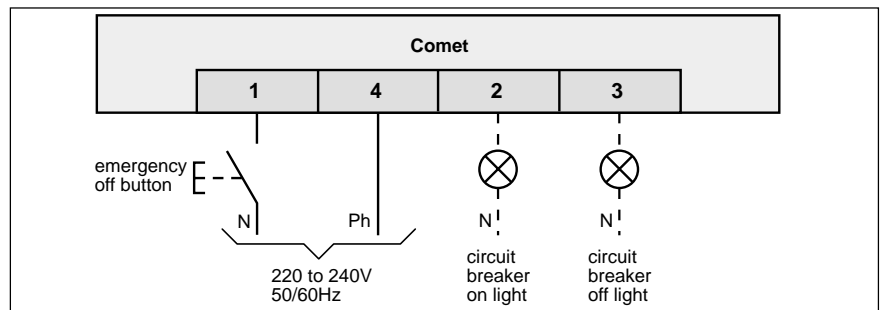 Comet
1 4 2 3
emergency
off button
N Ph N N
220 to 240V
50/60Hz
circuit
breaker
on light
circuit
breaker
off light